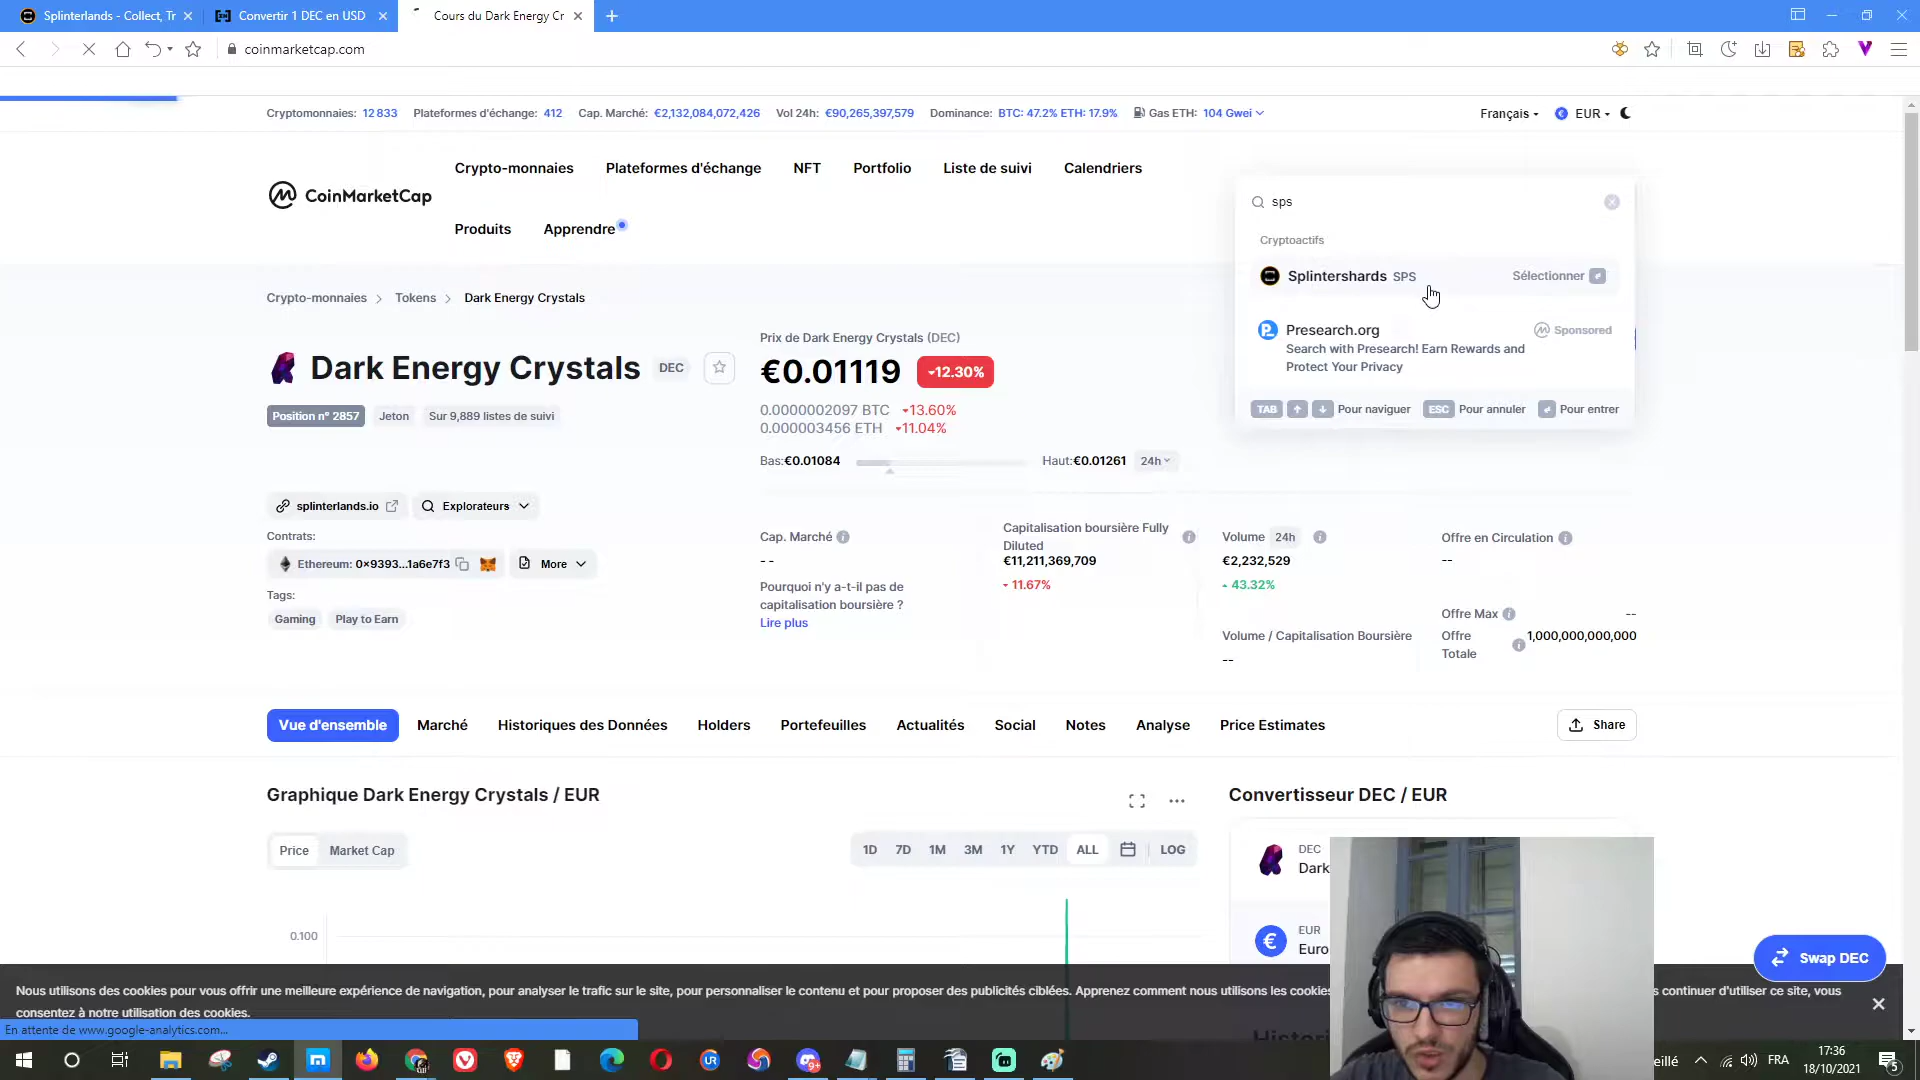 Splinterlands - Collect, Tr
Convertir 1 DEC en USD
Cours du Dark Energy Cr
coinmarketcap.com
Cryptomonnaies: 12 833 Plateformes d'échange: 412 Cap. Marché: €2,132,084,072,426 Vol 24h: €90,265,397,579 Dominance: BTC: 47.2% ETH: 17.9% Gas ETH: 104 Gwei
Français EUR
CoinMarketCap
Crypto-monnaies Plateformes d'échange NFT Portfolio Liste de suivi Calendriers
Produits Apprendre
sps
Cryptoactifs
Splintershards SPS Sélectionner
Presearch.org Sponsored
Search with Presearch! Earn Rewards and
Protect Your Privacy
TAB Pour naviguer ESC Pour annuler Pour entrer
Crypto-monnaies Tokens Dark Energy Crystals
Dark Energy Crystals DEC
Position n° 2857 Jeton Sur 9,889 listes de suivi
Prix de Dark Energy Crystals (DEC)
€0.01119 12.30%
0.0000002097 BTC 13.60%
0.000003456 ETH 11.04%
Bas:€0.01084 Haut:€0.01261 24h
splinterlands.io Explorateurs
Contrats:
Ethereum: 0x9393...1a6e7f3 More
Tags:
Gaming Play to Earn
Cap. Marché
- -
Pourquoi n'y a-t-il pas de
capitalisation boursière ?
Lire plus
Capitalisation boursière Fully
Diluted
€11,211,369,709
11.67%
Volume 24h
€2,232,529
43.32%
Volume / Capitalisation Boursière
--
Offre en Circulation
--
Offre Max --
Offre
Totale 1,000,000,000,000
Vue d'ensemble Marché Historiques des Données Holders Portefeuilles Actualités Social Notes Analyse Price Estimates Share
Graphique Dark Energy Crystals / EUR
Price Market Cap
1D 7D 1M 3M 1Y YTD ALL LOG
0.100
Convertisseur DEC / EUR
DEC
Dark
EUR
Euro
Swap DEC
Nous utilisons des cookies pour vous offrir une meilleure expérience de navigation, pour analyser le trafic sur le site, pour personnaliser le contenu et pour proposer des publicités ciblées. Apprenez comment nous utilisons les cookies
s continuer d'utiliser ce site, vous
consentez à notre utilisation des cookies.
En attente de www.google-analytics.com...
eillé FRA
17:36
18/10/2021
5